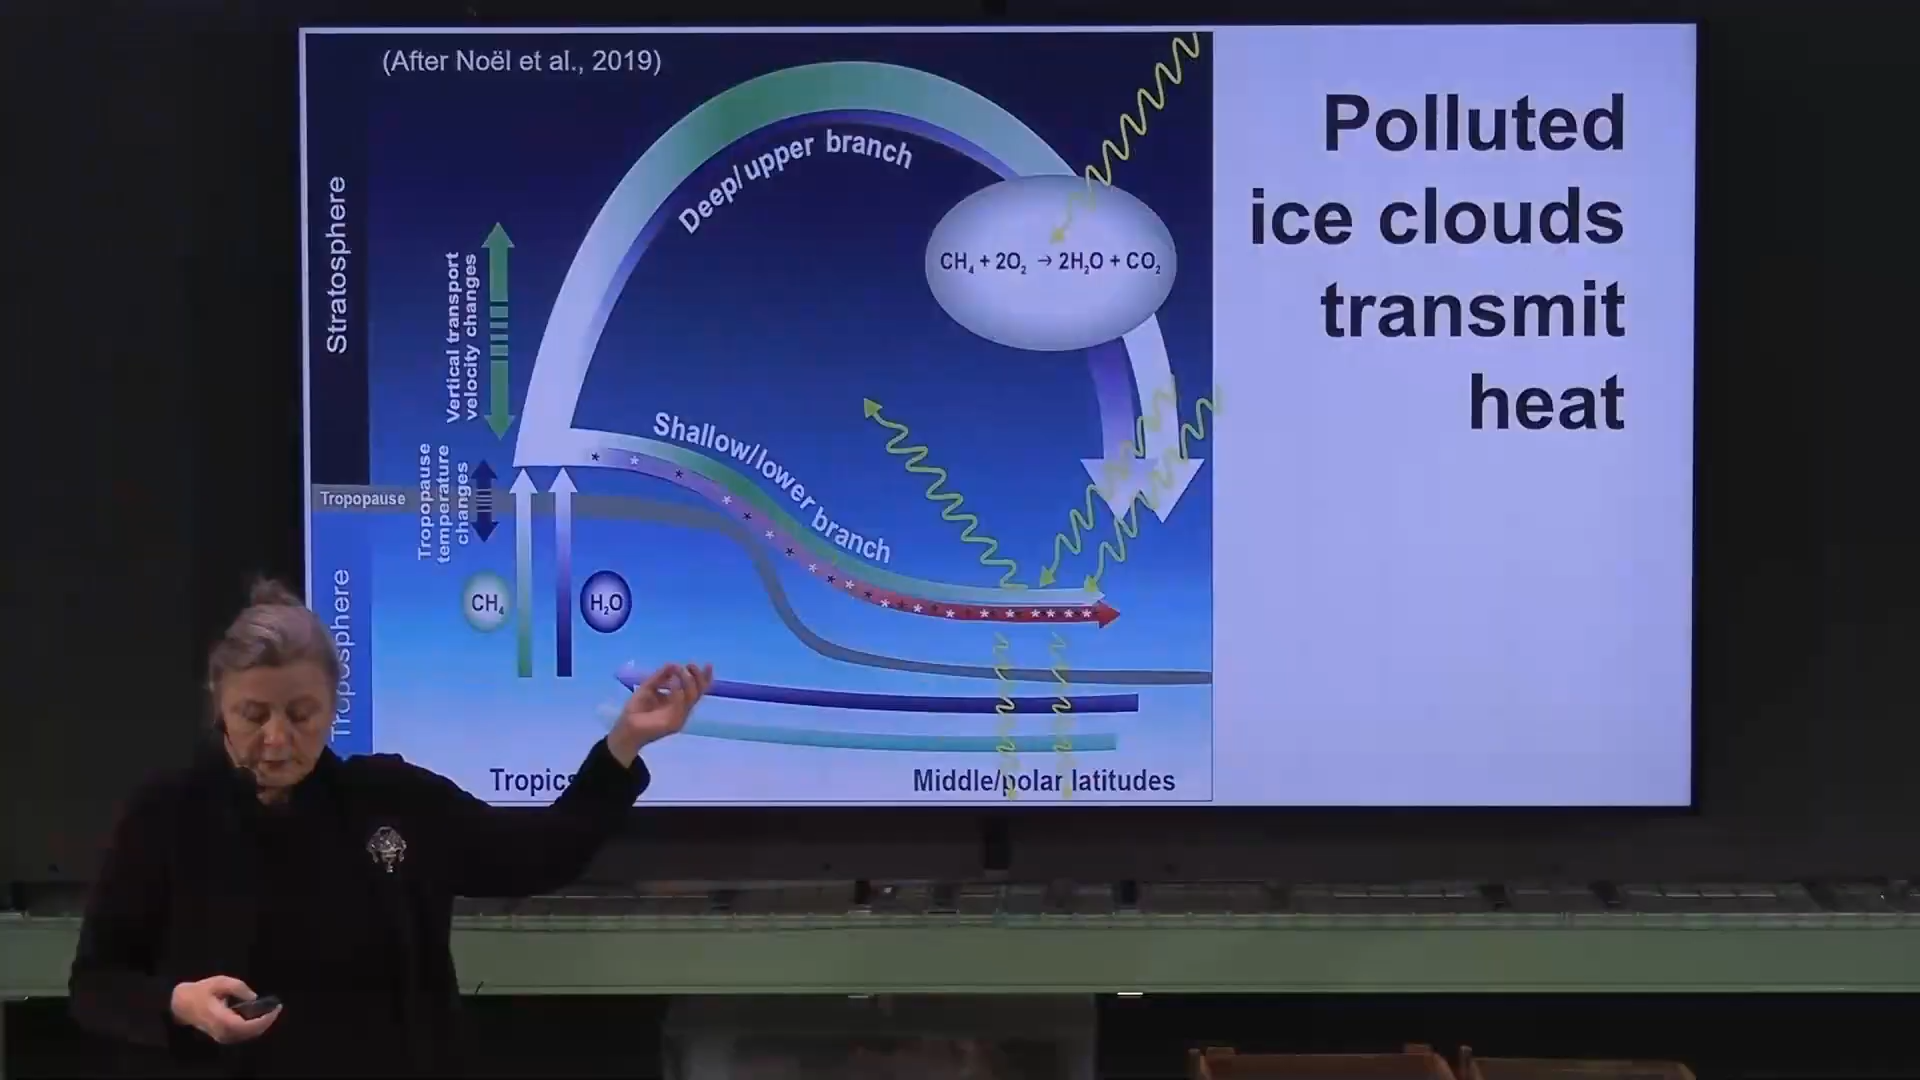 (After Noël et al., 2019)
Polluted
ice clouds
transmit
heat
Deep/upper branch
Stratosphere
Vertical transport
velocity changes
CH₄ + 2O₂ → 2H₂O + CO₂
Shallow/lower branch
Tropopause
Tropopause
temperature
changes
CH₄
H₂O
Troposphere
Tropics
Middle/polar latitudes